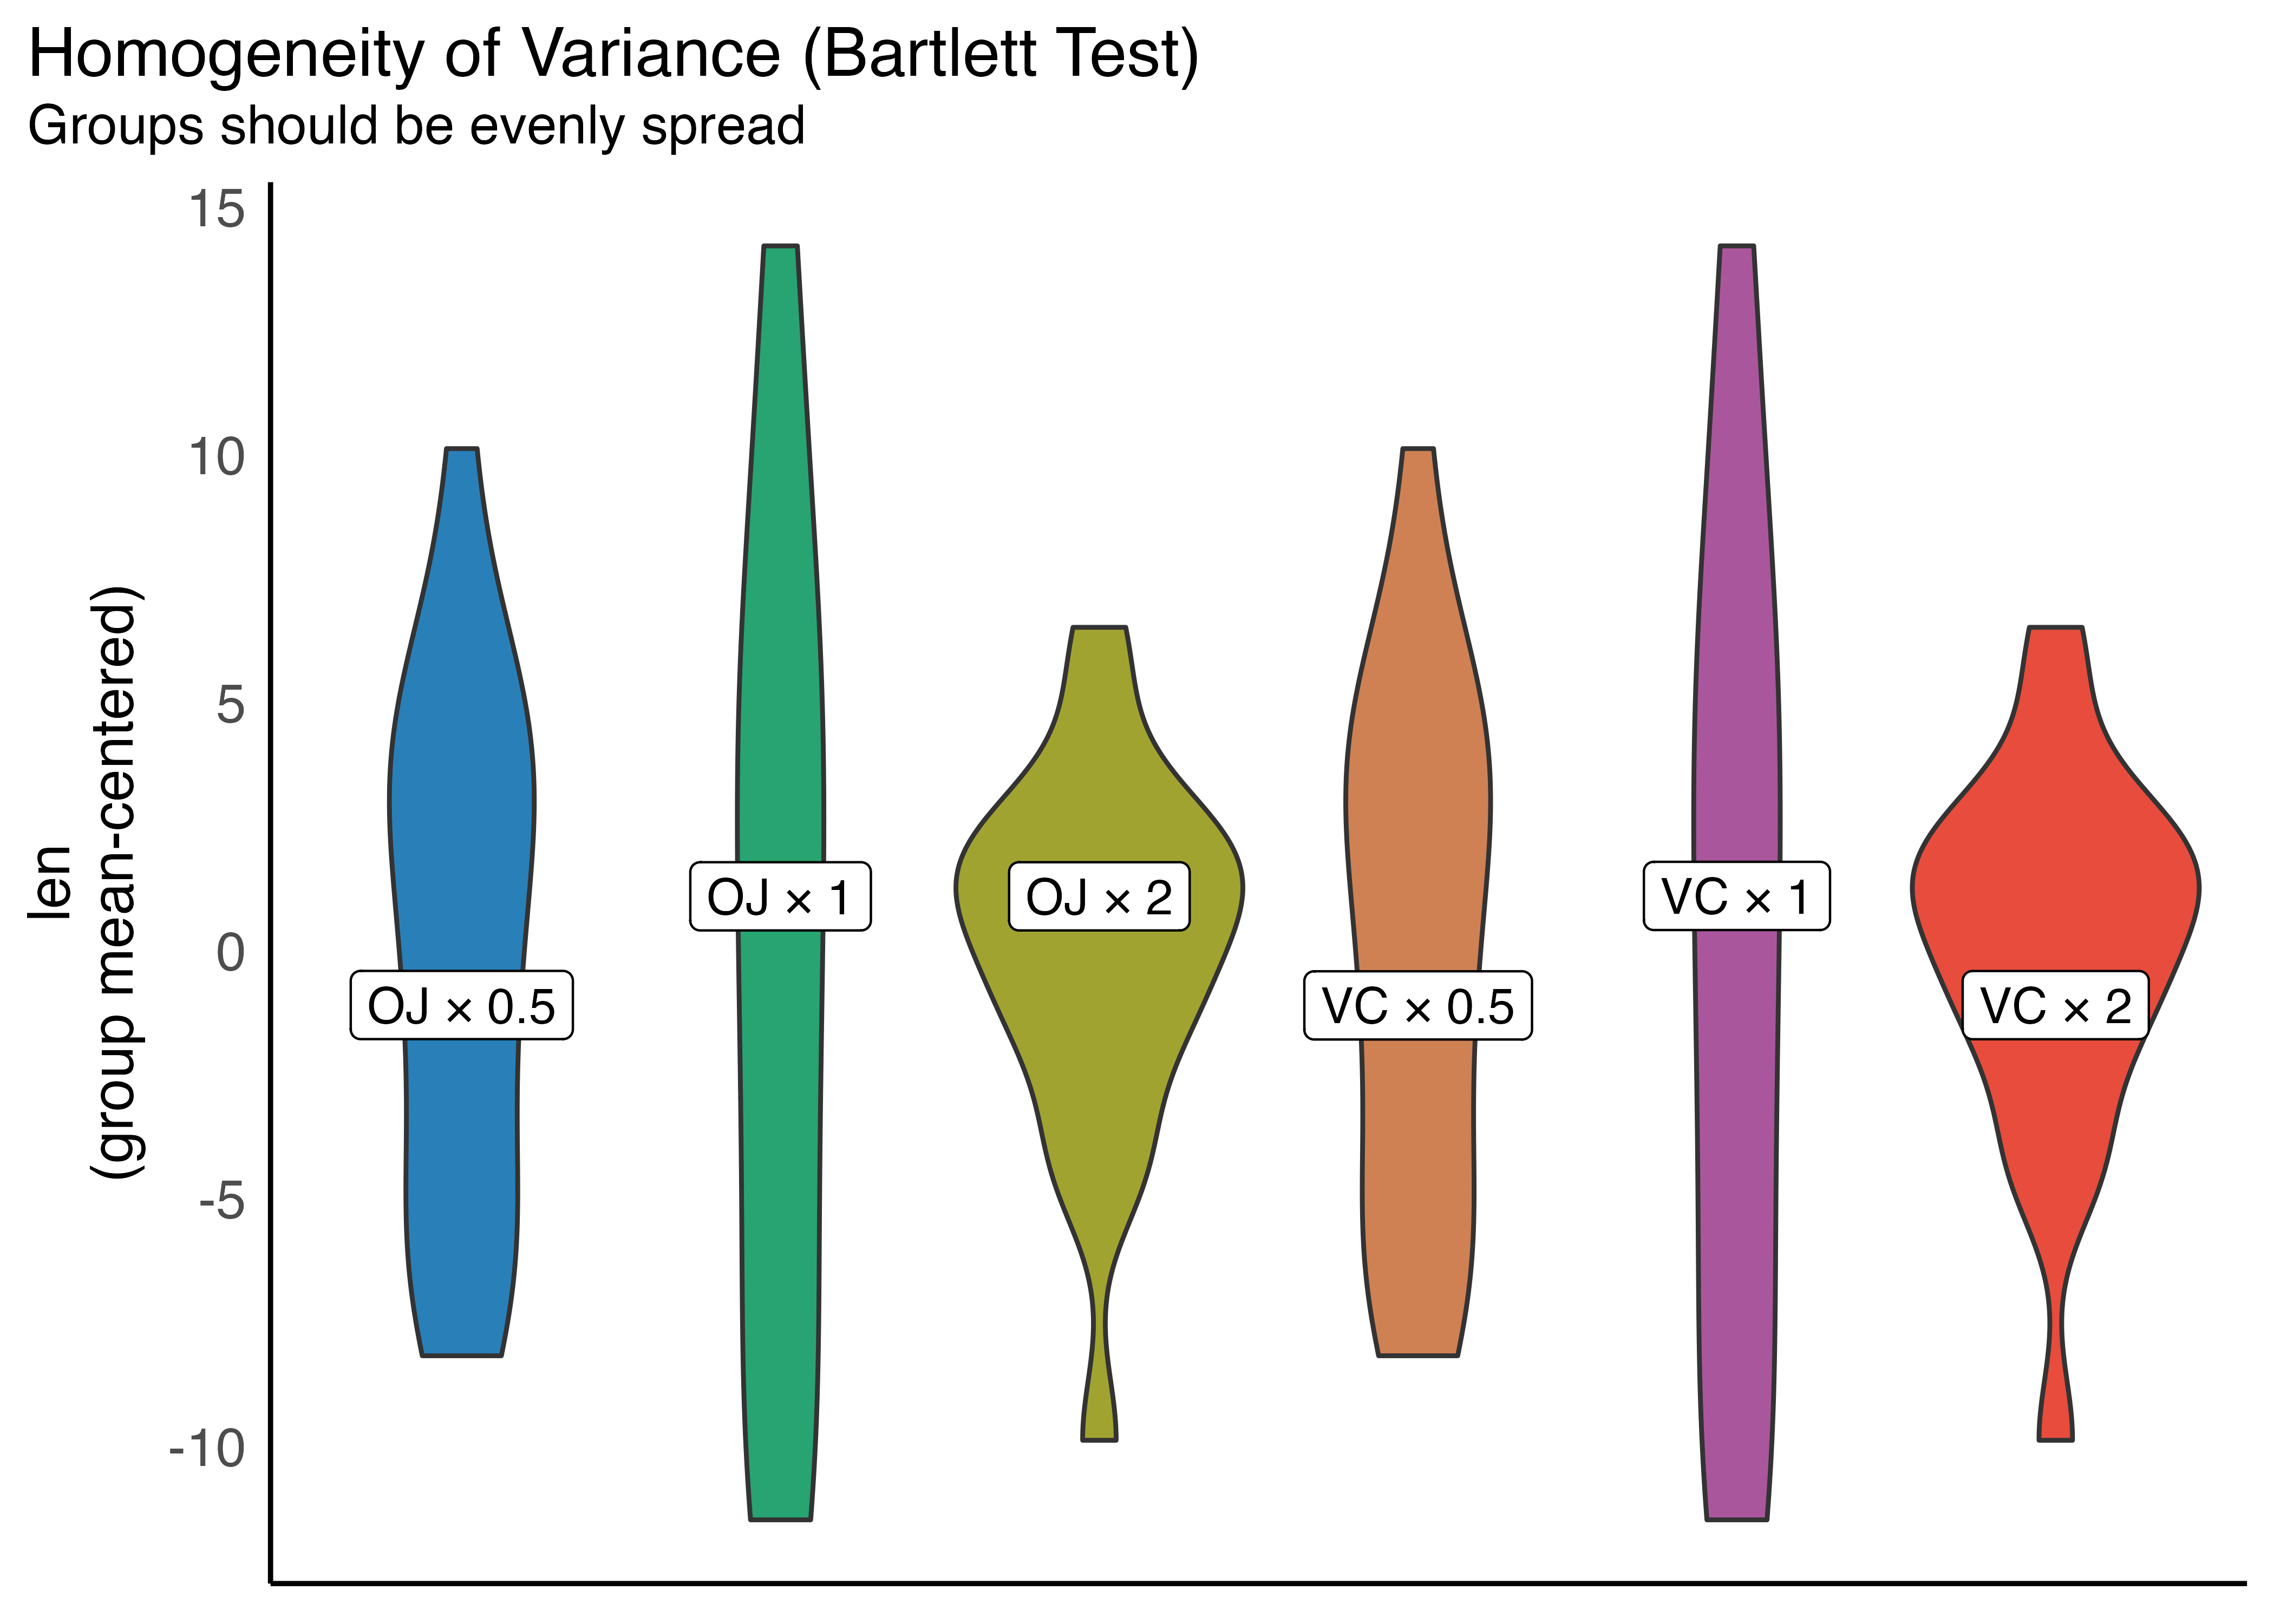 Homogeneity of Variance (Bartlett Test)
Groups should be evenly spread
len
(group mean-centered)
15
10
5
0
-5
-10
OJ × 0.5
OJ × 1
OJ × 2
VC × 0.5
VC × 1
VC × 2